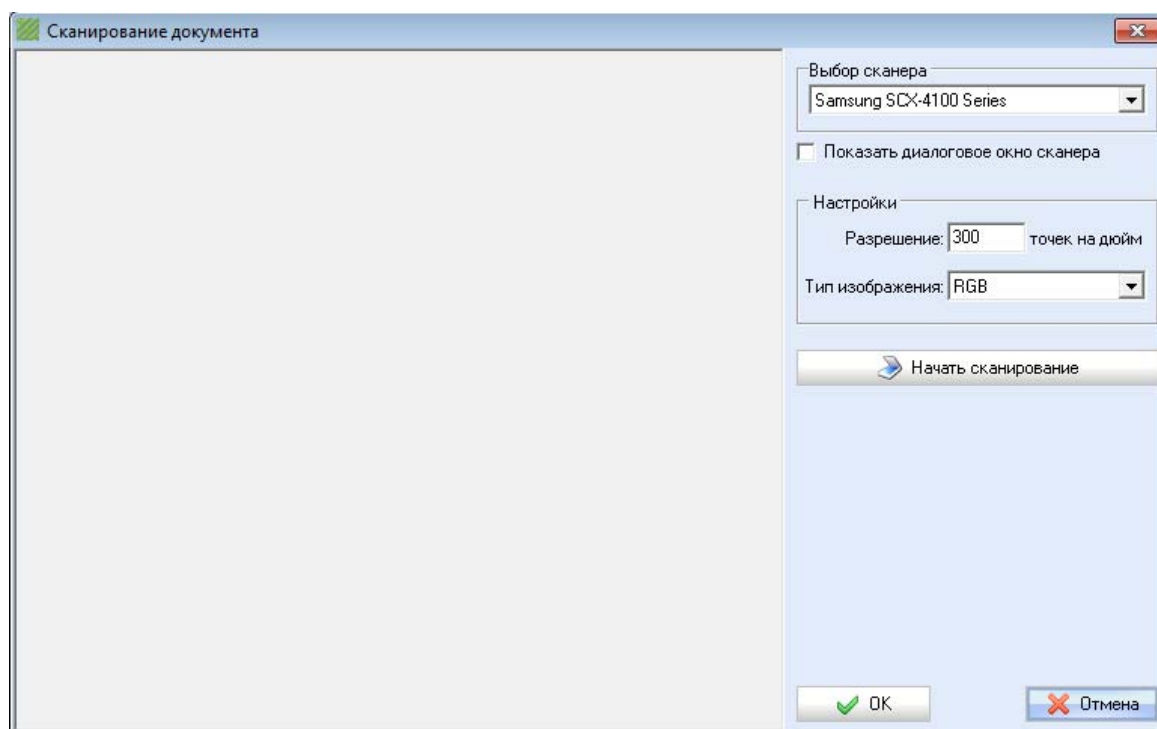 Сканирование документа
Выбор сканера
Samsung SCX-4100 Series
Показать диалоговое окно сканера
Настройки
Разрешение: 300 точек на дюйм
Тип изображения: RGB
Начать сканирование
OK
Отмена